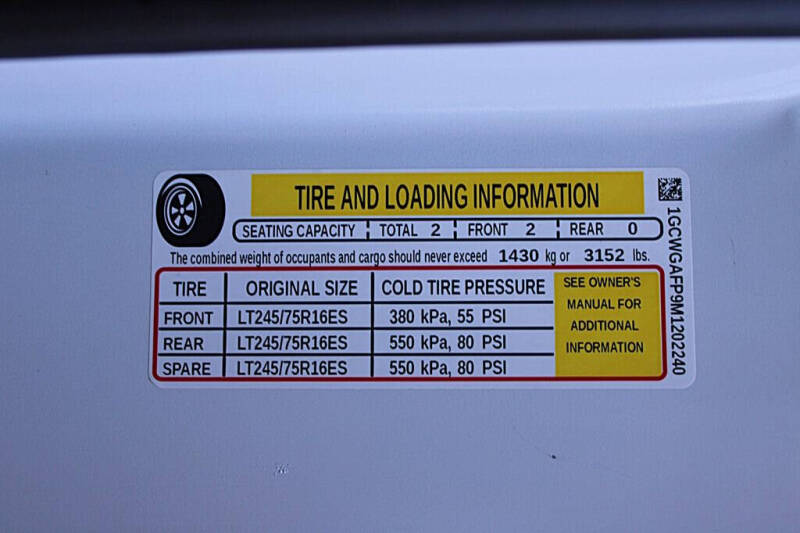 TIRE AND LOADING INFORMATION
SEATING CAPACITY TOTAL 2 FRONT 2 REAR 0
The combined weight of occupants and cargo should never exceed 1430 kg or 3152 lbs.
TIRE ORIGINAL SIZE COLD TIRE PRESSURE
FRONT LT245/75R16ES 380 kPa, 55 PSI
REAR LT245/75R16ES 550 kPa, 80 PSI
SPARE LT245/75R16ES 550 kPa, 80 PSI
SEE OWNER'S
MANUAL FOR
ADDITIONAL
INFORMATION
1GCWGAFP9M1202240